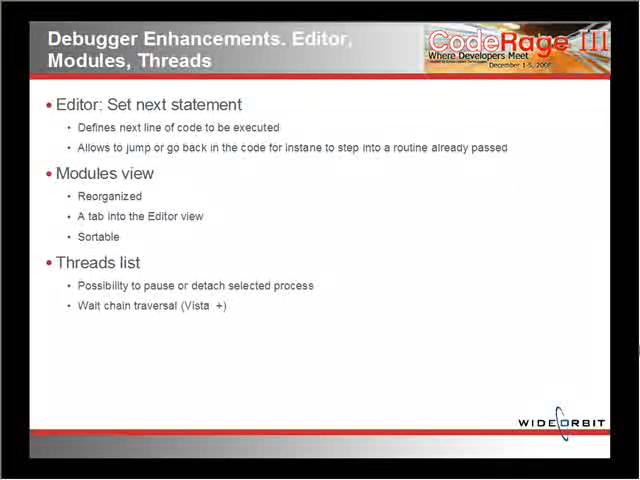 Debugger Enhancements. Editor,
Modules, Threads
CodeRage III
Where Developers Meet
December 1-5, 2008
• Editor: Set next statement
• Defines next line of code to be executed
• Allows to jump or go back in the code for instane to step into a routine already passed
• Modules view
• Reorganized
• A tab into the Editor view
• Sortable
• Threads list
• Possibility to pause or detach selected process
• Wait chain traversal (Vista +)
WIDEORBIT